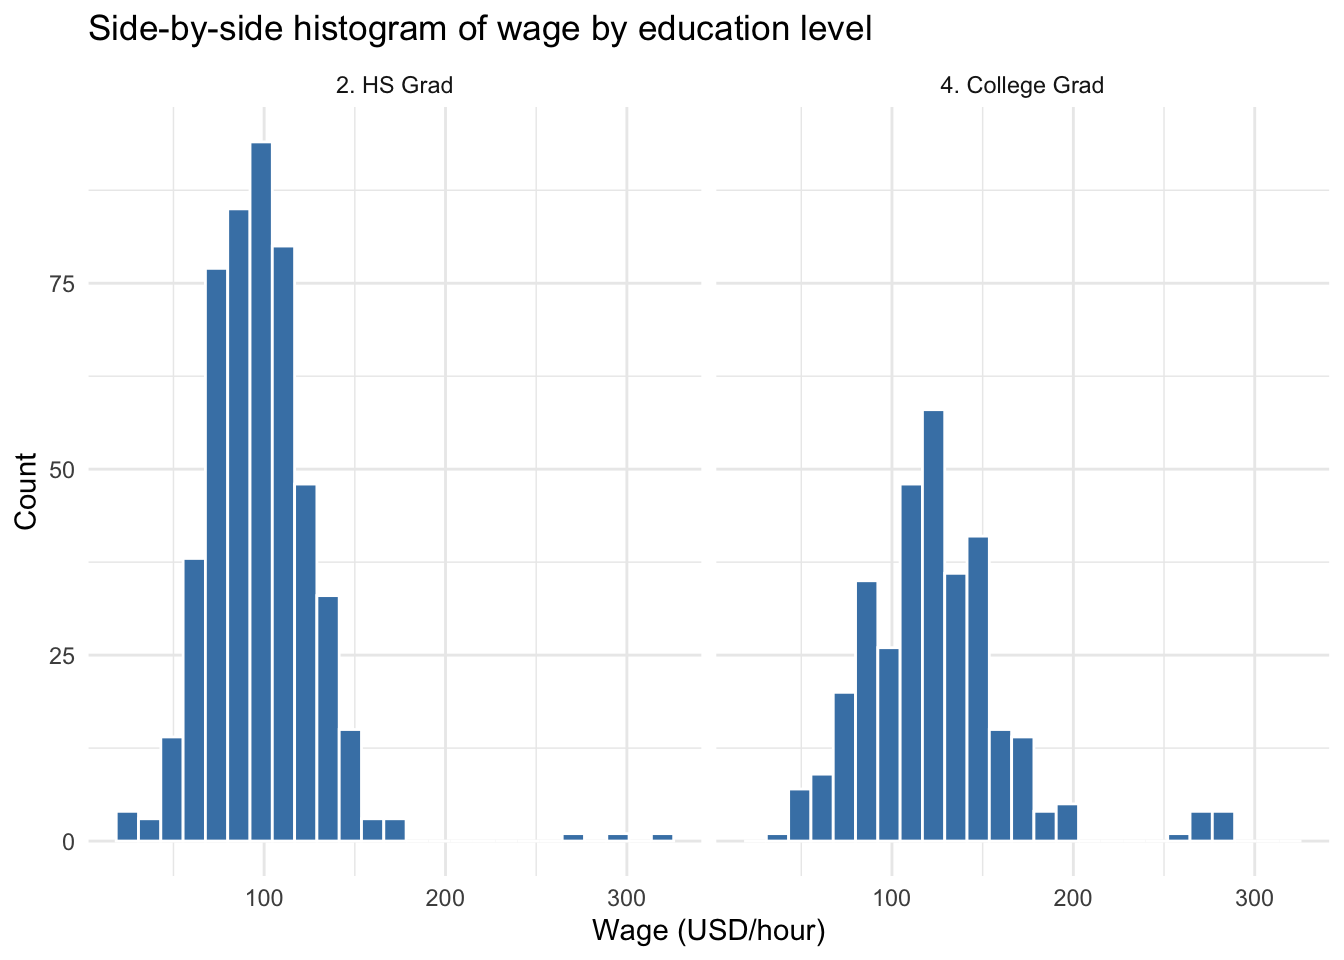 Side-by-side histogram of wage by education level
2. HS Grad
4. College Grad
Count
75
50
25
0
100
200
300
100
200
300
Wage (USD/hour)